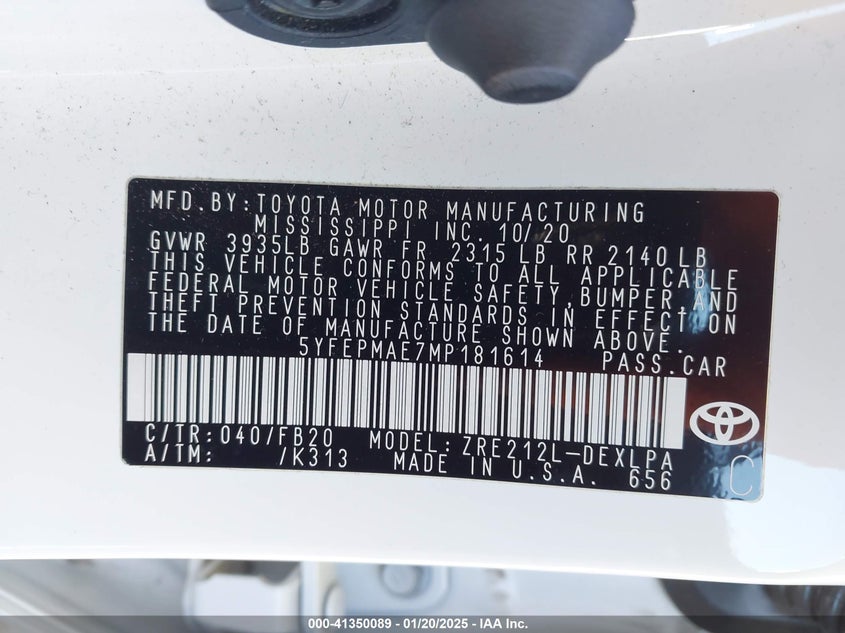 MFD.BY:TOYOTA MOTOR MANUFACTURING
MISSISSIPPI INC. 10/20
GVWR 3935LB GAWR FR 2315 LB RR 2140 LB
THIS VEHICLE CONFORMS TO ALL APPLICABLE
FEDERAL MOTOR VEHICLE SAFETY,BUMPER,AND
THEFT PREVENTION STANDARDS IN EFFECT ON
THE DATE OF MANUFACTURE SHOWN ABOVE.
5YFEPMAE7MP181614 PASS.CAR
C/TR:040/FB20 MODEL:ZRE212L-DEXLPA
A/TM: /K313 MADE IN U.S.A. 656
C
000-41350089 - 01/20/2025 - IAA Inc.